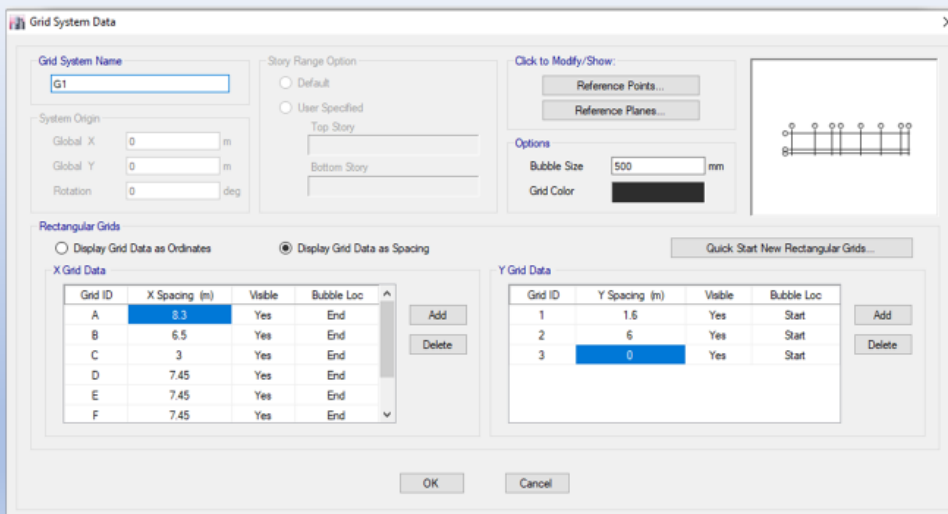 Grid System Data
Grid System Name
G1
System Origin
Global X 0 m
Global Y 0 m
Rotation 0 deg
Story Range Option
Default
User Specified
Top Story
Bottom Story
Click to Modify/Show:
Reference Points...
Reference Planes...
Options
Bubble Size 500 mm
Grid Color
Rectangular Grids
Display Grid Data as Ordinates Display Grid Data as Spacing Quick Start New Rectangular Grids...
X Grid Data
Grid ID X Spacing (m) Visible Bubble Loc
A 8.3 Yes End
B 6.5 Yes End
C 3 Yes End
D 7.45 Yes End
E 7.45 Yes End
F 7.45 Yes End
Add
Delete
Y Grid Data
Grid ID Y Spacing (m) Visible Bubble Loc
1 1.6 Yes Start
2 6 Yes Start
3 0 Yes Start
Add
Delete
OK Cancel